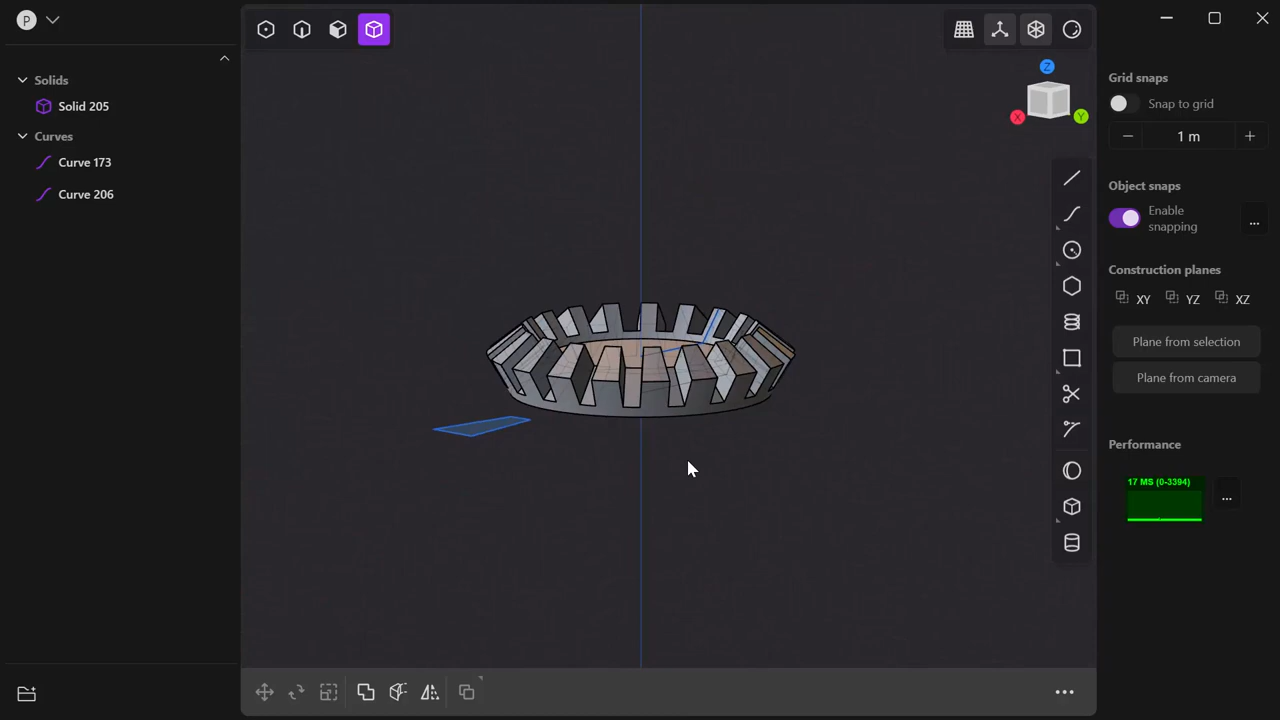 P
Solids
Solid 205
Curves
Curve 173
Curve 206
Z
X
Y
Grid snaps
Snap to grid
1 m
Object snaps
Enable
snapping
...
Construction planes
XY
YZ
XZ
Plane from selection
Plane from camera
Performance
17 MS (0-3394)
...